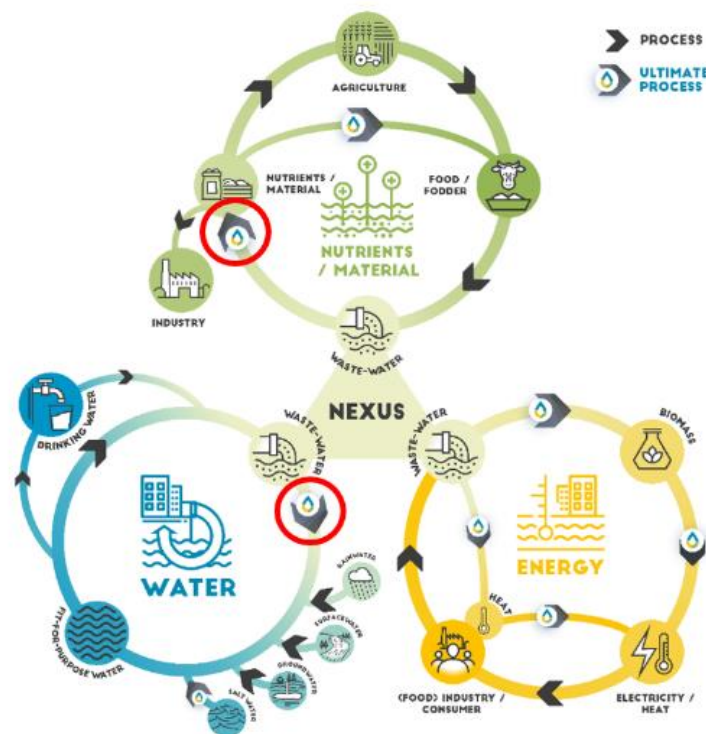 PROCESS
ULTIMATE
PROCESS
AGRICULTURE
NUTRIENTS /
MATERIAL
FOOD /
FODDER
NUTRIENTS
/ MATERIAL
INDUSTRY
WASTE-WATER
NEXUS
DRINKING WATER
WASTE-WATER
WATER
FIT-FOR-PURPOSE WATER
RAINWATER
SURFACEWATER
GROUNDWATER
SALT WATER
WASTE-WATER
BIOMASS
ENERGY
HEAT
(FOOD) INDUSTRY /
CONSUMER
ELECTRICITY /
HEAT